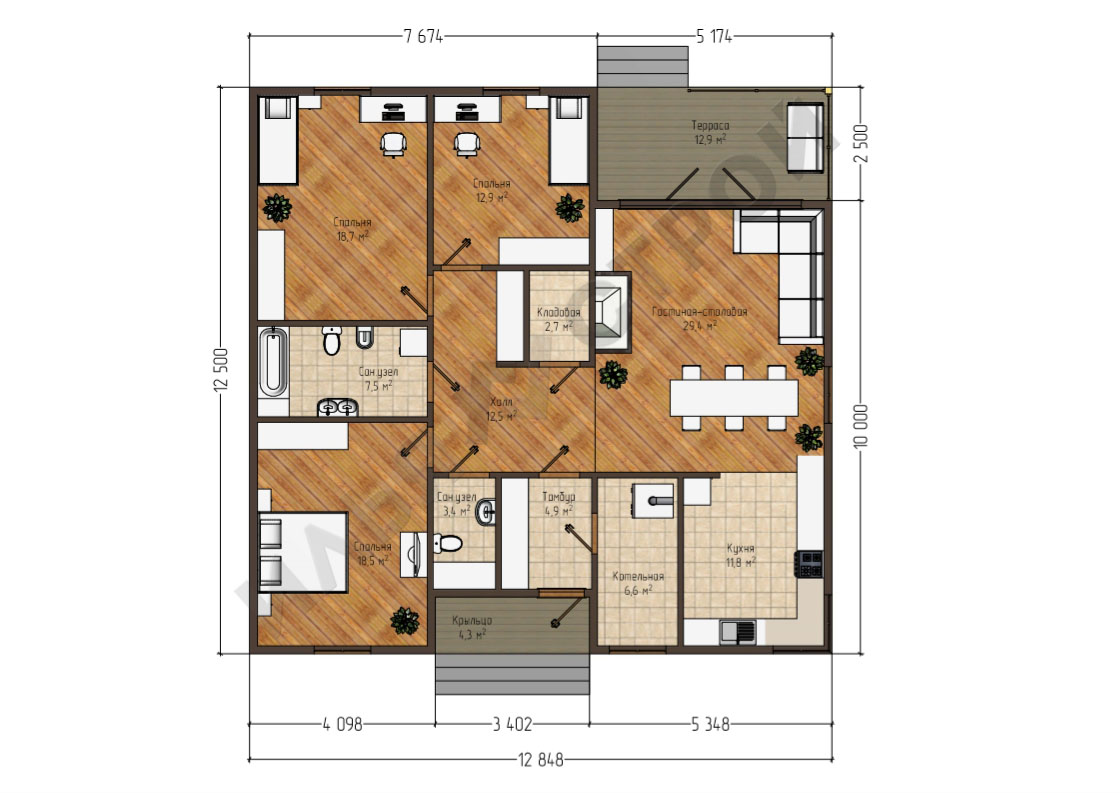 7 674
5 174
Терраса
12,9 м²
2 500
Спальня
12,9 м²
Спальня
18,7 м²
Кладовая
2,7 м²
Гостиная-столовая
29,4 м²
12 500
Сан.узел
7,5 м²
Холл
12,5 м²
10 000
Сан.узел
3,4 м²
Тамбур
4,9 м²
Спальня
18,5 м²
Кухня
11,8 м²
Котельная
6,6 м²
Крыльцо
4,3 м²
4 098
3 402
5 348
12 848